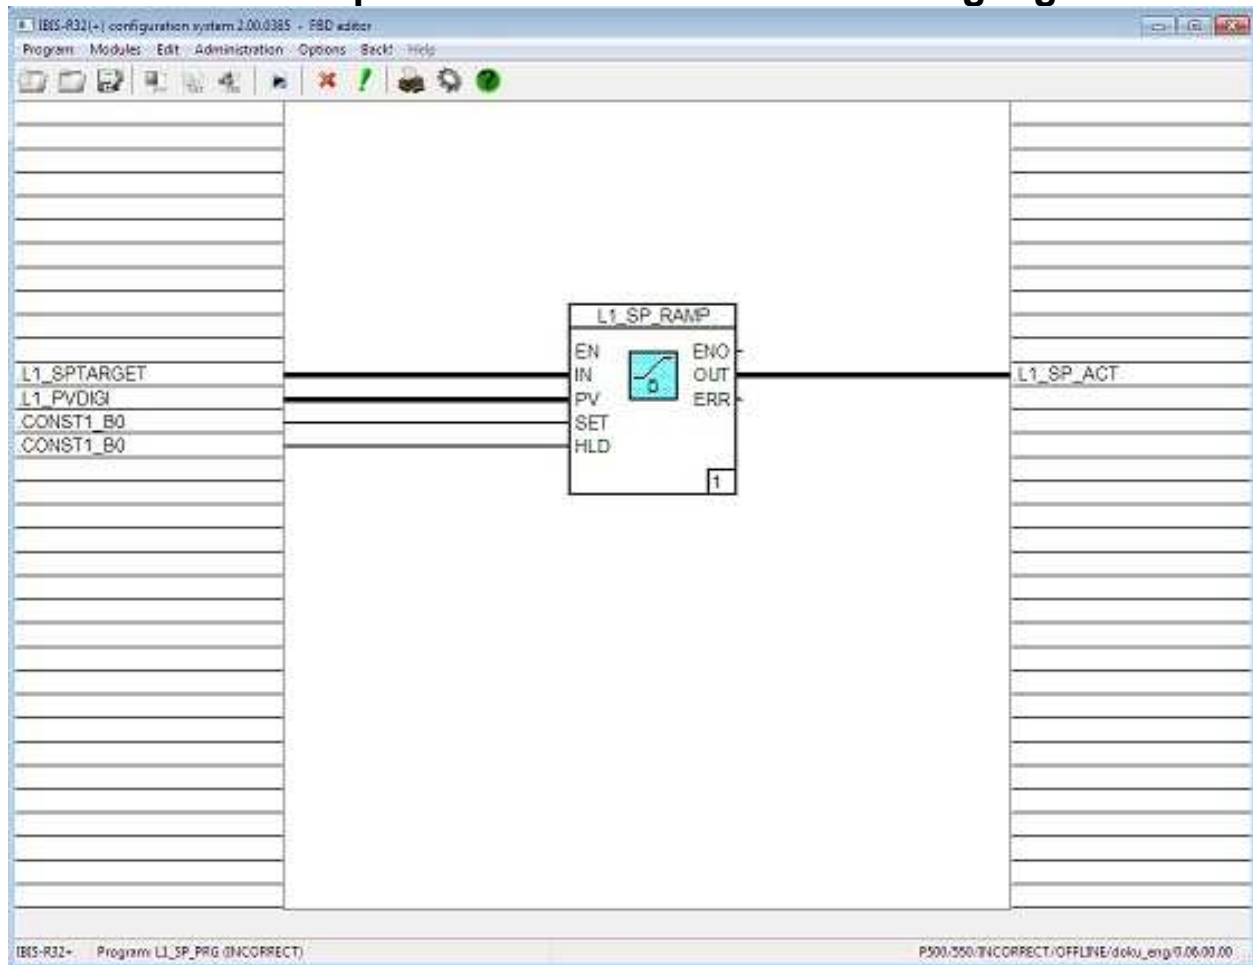 IBIS-R32(+) configuration system 2.00.0385 - FBD editor
Program Modules Edit Administration Options Back! Help
L1_SP_RAMP
EN ENO
.L1_SPTARGET IN OUT .L1_SP_ACT
.L1_PVDIGI PV ERR
.CONST1_B0 SET
.CONST1_B0 HLD
1
IBIS-R32+ Program: L1_SP_PRG (INCORRECT) P500/550/INCORRECT/OFFLINE/doku_eng/0.06.00.00